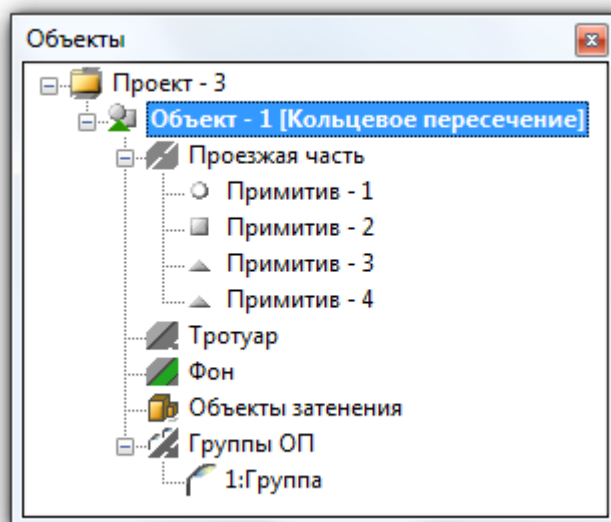 Объекты
Проект - 3
Объект - 1 [Кольцевое пересечение]
Проезжая часть
Примитив - 1
Примитив - 2
Примитив - 3
Примитив - 4
Тротуар
Фон
Объекты затенения
Группы ОП
1:Группа